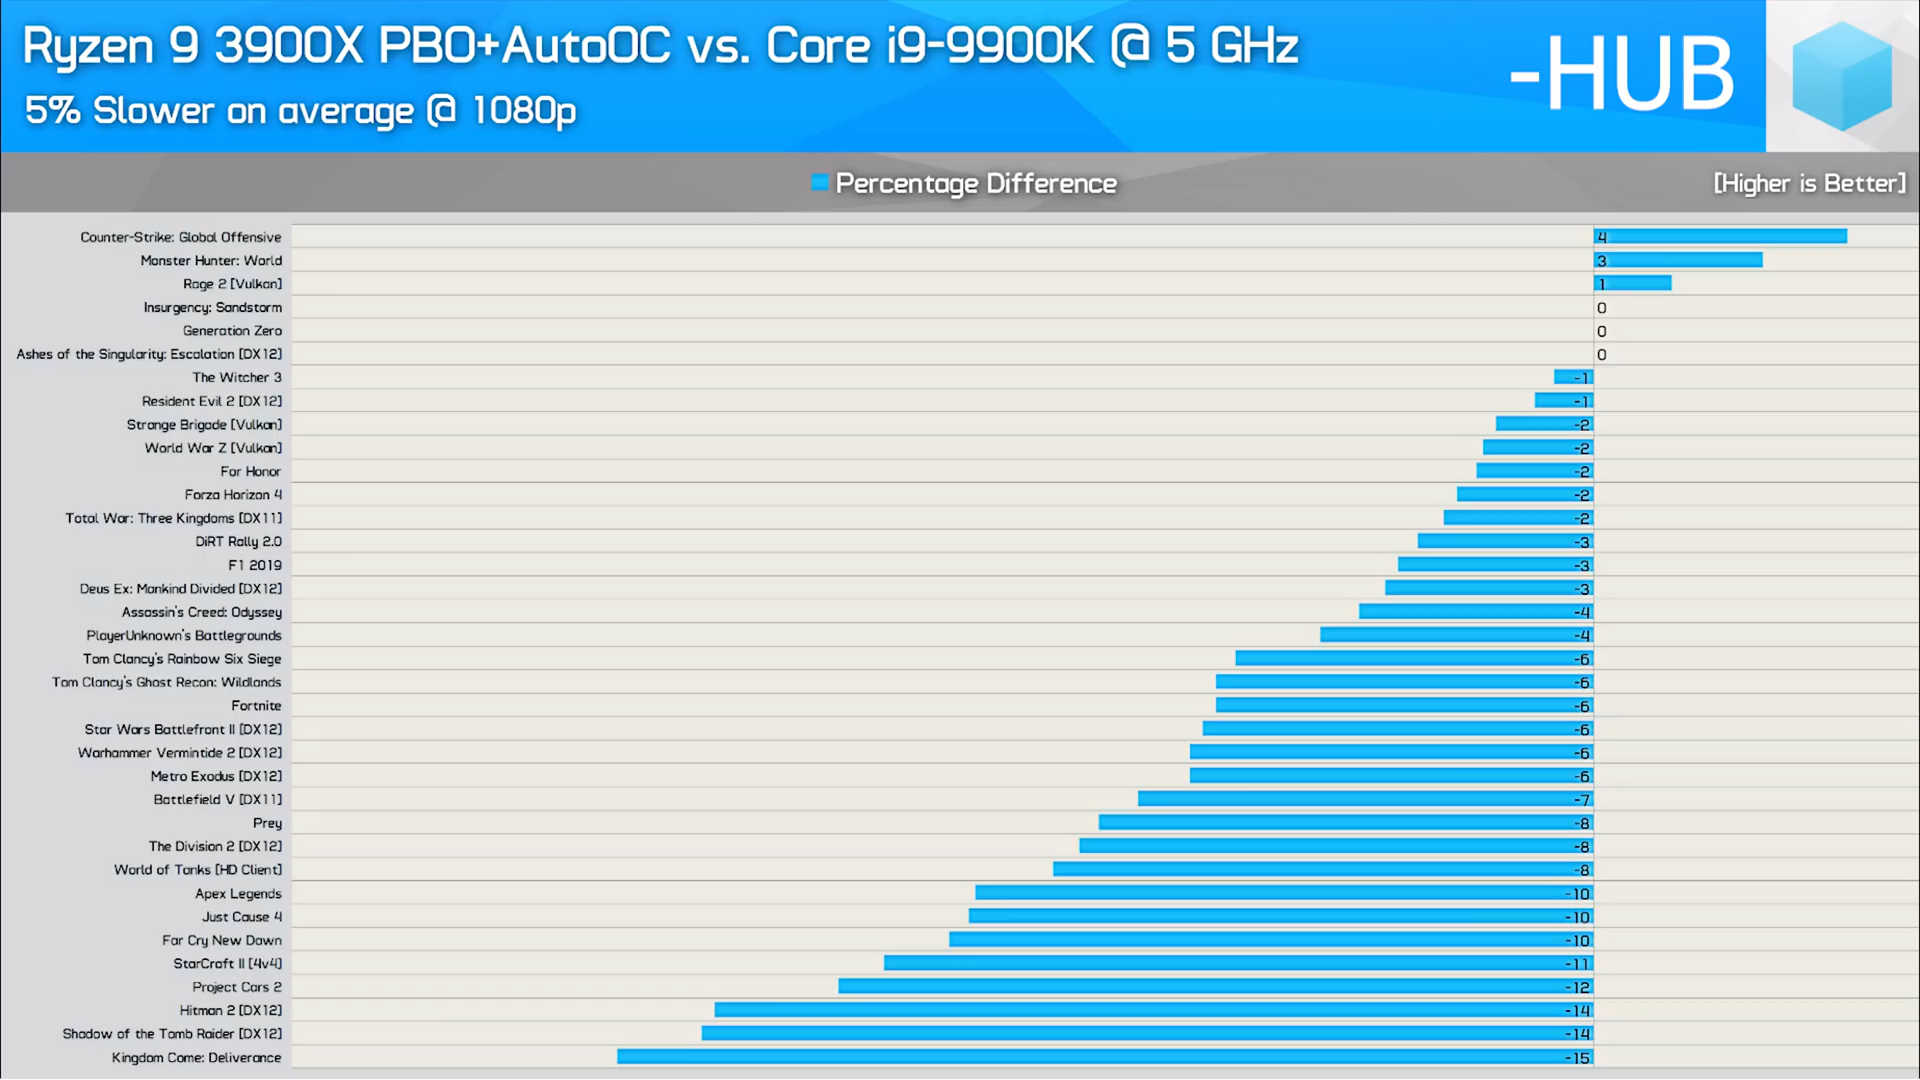 Ryzen 9 3900X PBO+AutoOC vs. Core i9-9900K @ 5 GHz
5% Slower on average @ 1080p
-HUB
Percentage Difference
[Higher is Better]
Counter-Strike: Global Offensive 4
Monster Hunter: World 3
Rage 2 [Vulkan] 1
Insurgency: Sandstorm 0
Generation Zero 0
Ashes of the Singularity: Escalation [DX12] 0
The Witcher 3 -1
Resident Evil 2 [DX12] -1
Strange Brigade [Vulkan] -2
World War Z [Vulkan] -2
For Honor -2
Forza Horizon 4 -2
Total War: Three Kingdoms [DX11] -2
DiRT Rally 2.0 -3
F1 2019 -3
Deus Ex: Mankind Divided [DX12] -3
Assassin's Creed: Odyssey -4
PlayerUnknown's Battlegrounds -4
Tom Clancy's Rainbow Six Siege -6
Tom Clancy's Ghost Recon: Wildlands -6
Fortnite -6
Star Wars Battlefront II [DX12] -6
Warhammer Vermintide 2 [DX12] -6
Metro Exodus [DX12] -6
Battlefield V [DX11] -7
Prey -8
The Division 2 [DX12] -8
World of Tanks [HD Client] -8
Apex Legends -10
Just Cause 4 -10
Far Cry New Dawn -10
StarCraft II [4v4] -11
Project Cars 2 -12
Hitman 2 [DX12] -14
Shadow of the Tomb Raider [DX12] -14
Kingdom Come: Deliverance -15